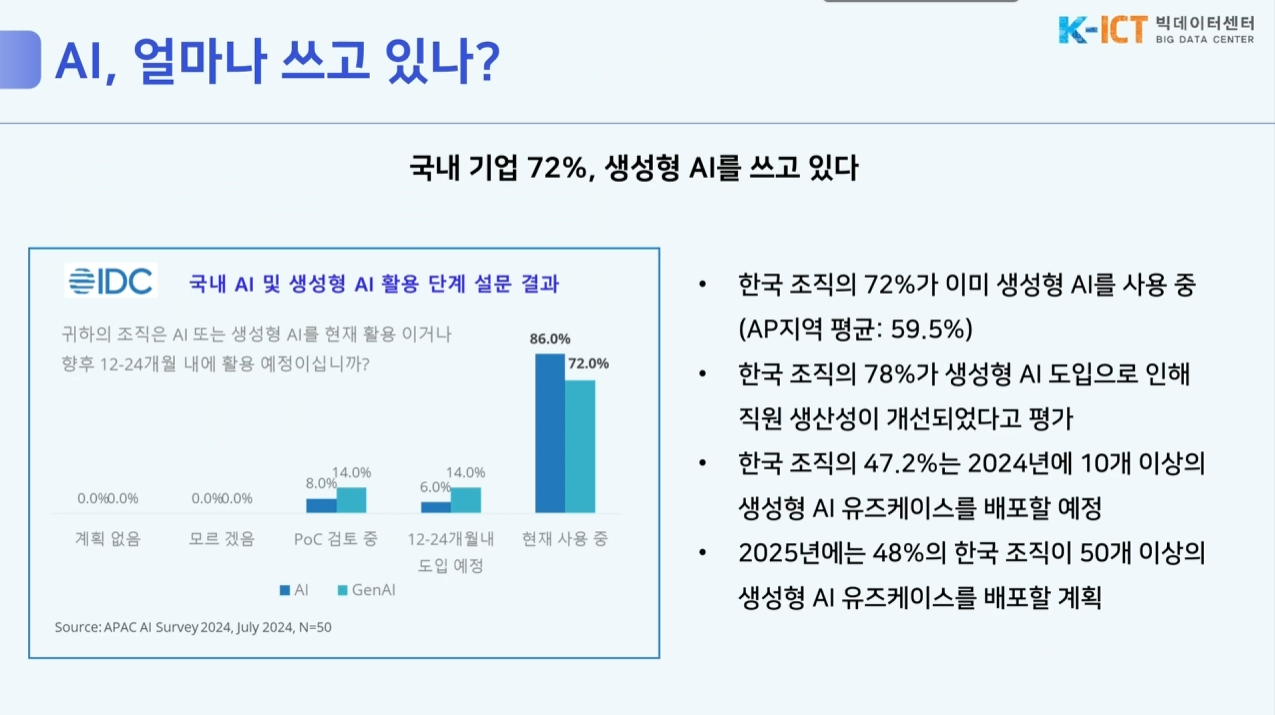 K-ICT 빅데이터센터
BIG DATA CENTER
AI, 얼마나 쓰고 있나?
국내 기업 72%, 생성형 AI를 쓰고 있다
IDC
국내 AI 및 생성형 AI 활용 단계 설문 결과
귀하의 조직은 AI 또는 생성형 AI를 현재 활용 이거나
향후 12-24개월 내에 활용 예정이십니까?
0.0% 0.0%
0.0% 0.0%
8.0% 14.0%
6.0% 14.0%
86.0% 72.0%
계획 없음
모르 겠음
PoC 검토 중
12-24개월내
도입 예정
현재 사용 중
AI GenAI
Source: APAC AI Survey 2024, July 2024, N=50
• 한국 조직의 72%가 이미 생성형 AI를 사용 중
(AP지역 평균: 59.5%)
• 한국 조직의 78%가 생성형 AI 도입으로 인해
직원 생산성이 개선되었다고 평가
• 한국 조직의 47.2%는 2024년에 10개 이상의
생성형 AI 유즈케이스를 배포할 예정
• 2025년에는 48%의 한국 조직이 50개 이상의
생성형 AI 유즈케이스를 배포할 계획